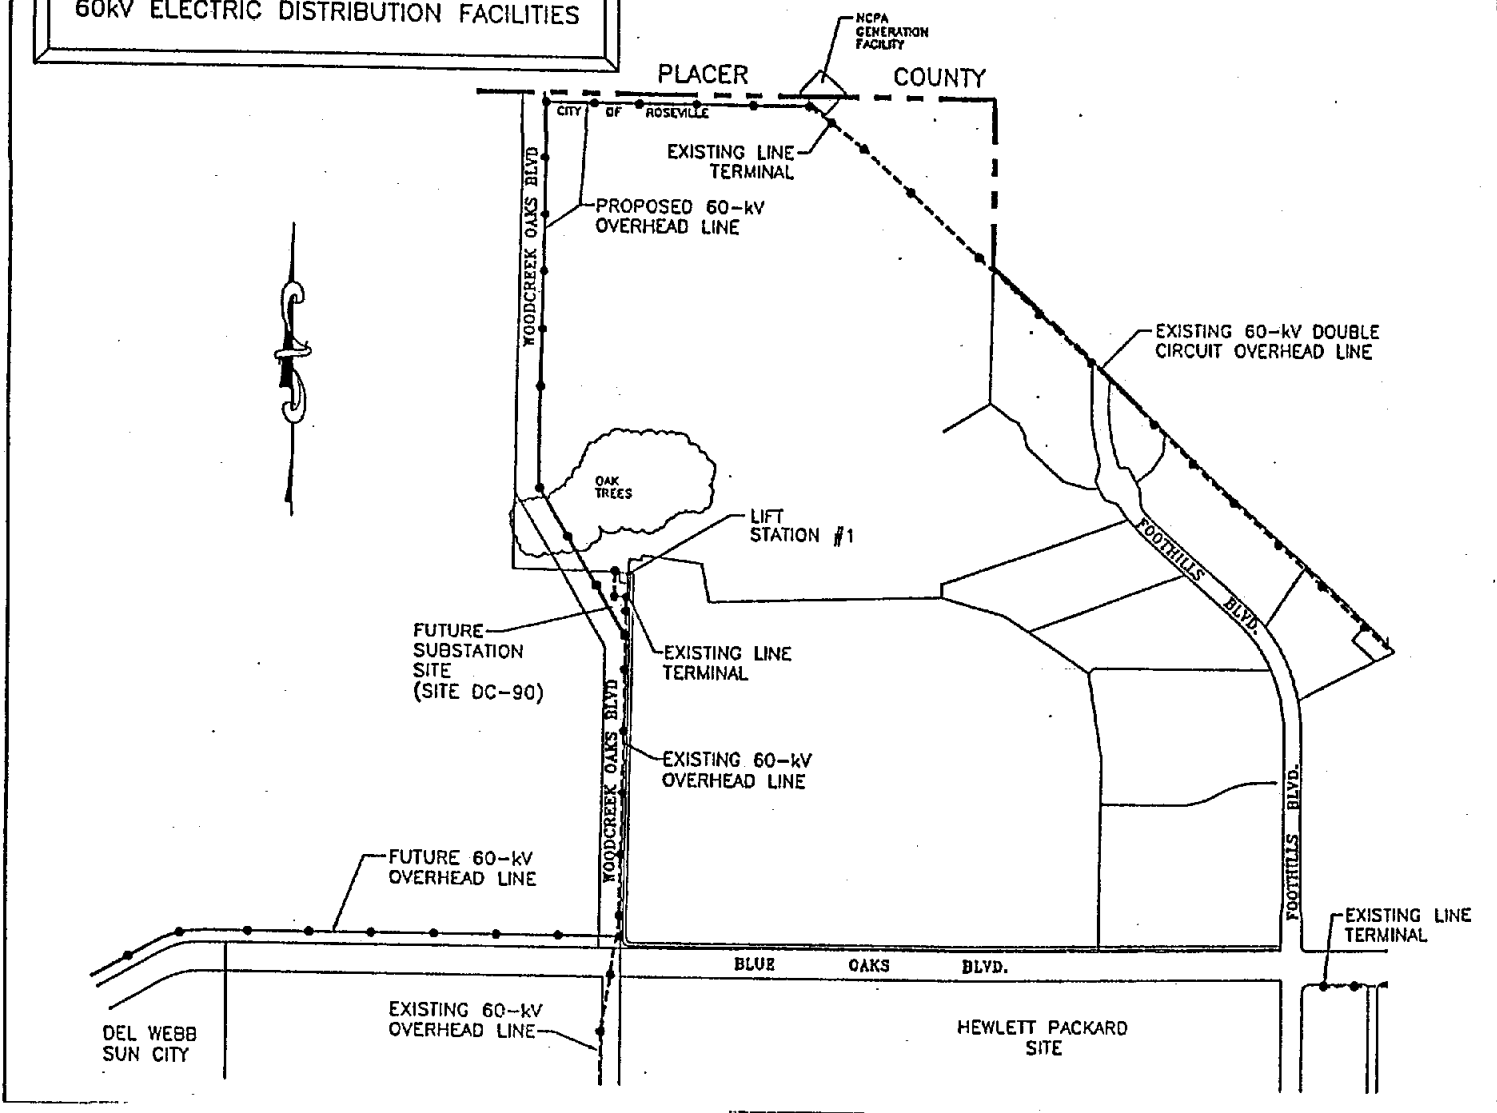 60kV ELECTRIC DISTRIBUTION FACILITIES
NCPA
GENERATION
FACILITY
PLACER COUNTY
CITY OF ROSEVILLE
EXISTING LINE
TERMINAL
WOODCREEK OAKS BLVD
PROPOSED 60-kV
OVERHEAD LINE
EXISTING 60-kV DOUBLE
CIRCUIT OVERHEAD LINE
OAK
TREES
LIFT
STATION #1
FOOTHILLS BLVD.
FUTURE
SUBSTATION
SITE
(SITE DC-90)
EXISTING LINE
TERMINAL
WOODCREEK OAKS BLVD
EXISTING 60-kV
OVERHEAD LINE
FOOTHILLS BLVD.
FUTURE 60-kV
OVERHEAD LINE
EXISTING LINE
TERMINAL
BLUE OAKS BLVD.
EXISTING 60-kV
OVERHEAD LINE
DEL WEBB
SUN CITY
HEWLETT PACKARD
SITE